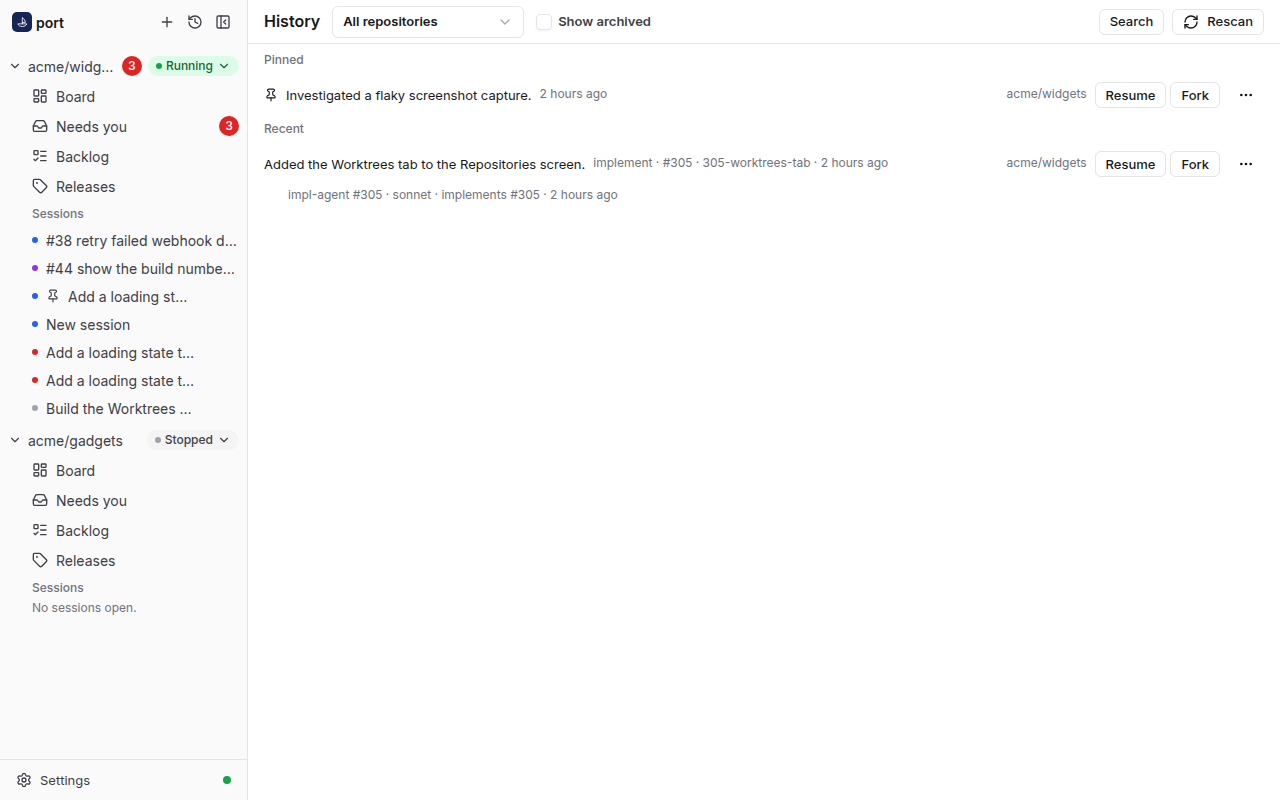 port
acme/widg... 3 Running
Board
Needs you 3
Backlog
Releases
Sessions
#38 retry failed webhook d...
#44 show the build numbe...
Add a loading st...
New session
Add a loading state t...
Add a loading state t...
Build the Worktrees ...
acme/gadgets Stopped
Board
Needs you
Backlog
Releases
Sessions
No sessions open.
Settings
History All repositories Show archived Search Rescan
Pinned
Investigated a flaky screenshot capture. 2 hours ago acme/widgets Resume Fork
Recent
Added the Worktrees tab to the Repositories screen. implement · #305 · 305-worktrees-tab · 2 hours ago acme/widgets Resume Fork
impl-agent #305 · sonnet · implements #305 · 2 hours ago